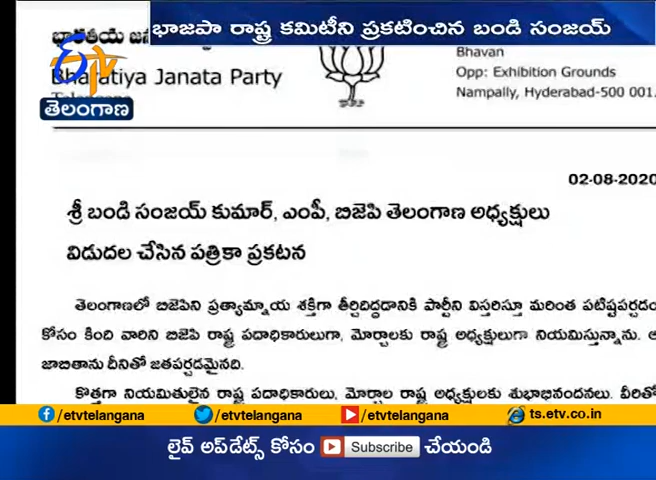 భాజపా రాష్ట్ర కమిటీని ప్రకటించిన బండి సంజయ్
భారతీయ
Bharatiya Janata Party
ETV
తెలంగాణ
Bhavan
Opp: Exhibition Grounds
Nampally, Hyderabad-500 001.
02-08-2020
శ్రీ బండి సంజయ్ కుమార్, ఎంపీ, బిజెపి తెలంగాణ అధ్యక్షులు
విడుదల చేసిన పత్రికా ప్రకటన
తెలంగాణలో బిజెపిని ప్రత్యామ్నాయ శక్తిగా తీర్చిదిద్దడానికి పార్టీని విస్తరిస్తూ మరింత పటిష్టపర్చడం
కోసం కింది వారిని బిజెపి రాష్ట్ర పదాధికారులుగా, మోర్చాలకు రాష్ట్ర అధ్యక్షులుగా నియమిస్తున్నాను.
జాబితాను దీనితో జతపర్చడమైనది.
కొత్తగా నియమితులైన రాష్ట్ర పదాధికారులు, మోర్చాల రాష్ట్ర అధ్యక్షులకు శుభాభినందనలు. వీరితో
/etvtelangana /etvtelangana /etvtelangana ts.etv.co.in
లైవ్ అప్‌డేట్స్ కోసం Subscribe చేయండి